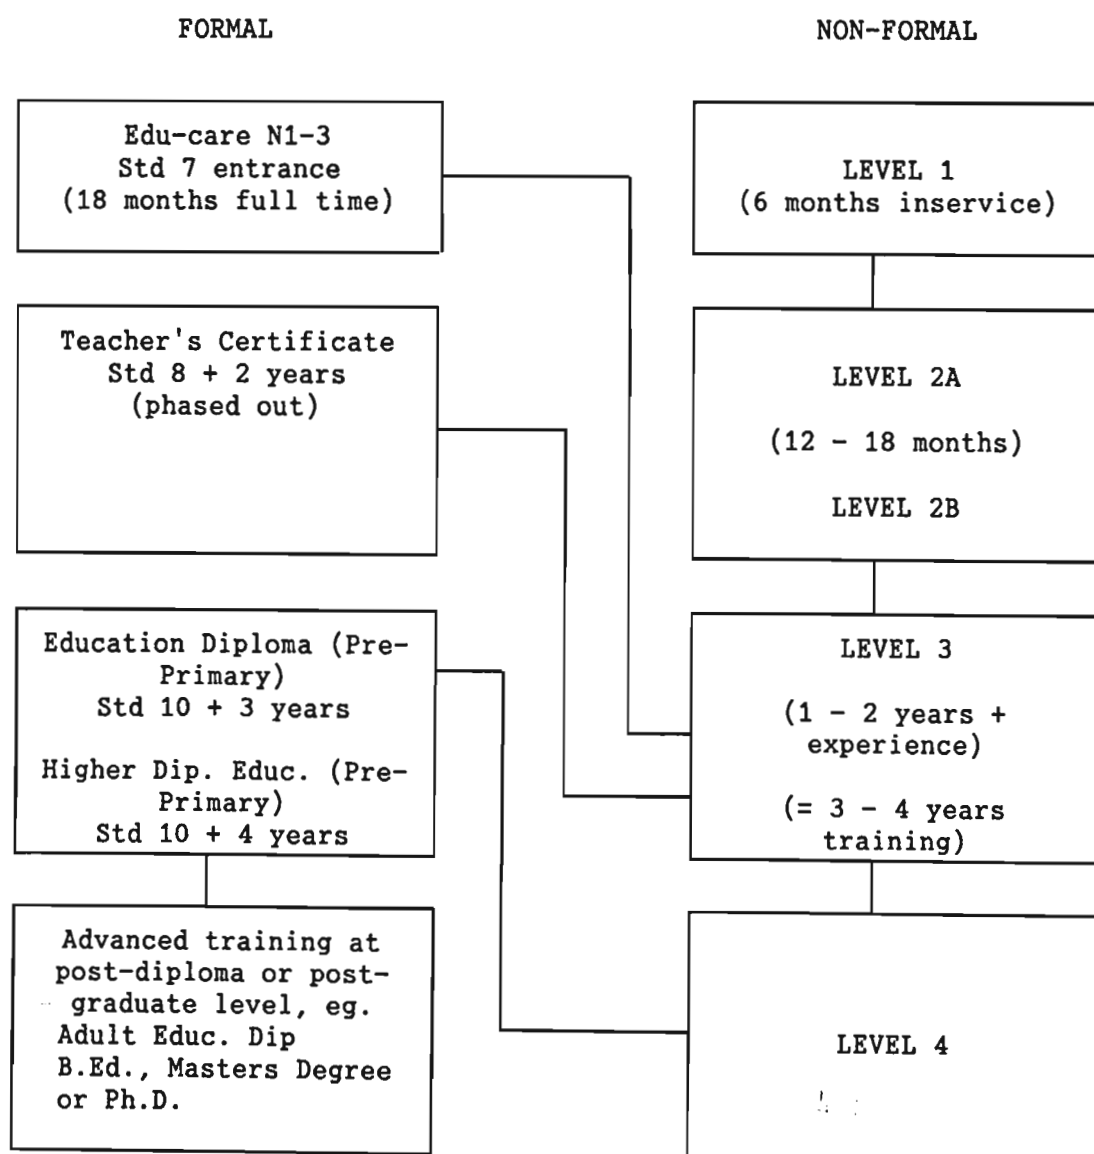 FORMAL
Edu-care N1-3
Std 7 entrance
(18 months full time)
Teacher's Certificate
Std 8 + 2 years
(phased out)
Education Diploma (Pre-
Primary)
Std 10 + 3 years
Higher Dip. Educ. (Pre-
Primary)
Std 10 + 4 years
Advanced training at
post-diploma or post-
graduate level, eg.
Adult Educ. Dip
B.Ed., Masters Degree
or Ph.D.
NON-FORMAL
LEVEL 1
(6 months inservice)
LEVEL 2A
(12 - 18 months)
LEVEL 2B
LEVEL 3
(1 - 2 years +
experience)
(= 3 - 4 years
training)
LEVEL 4